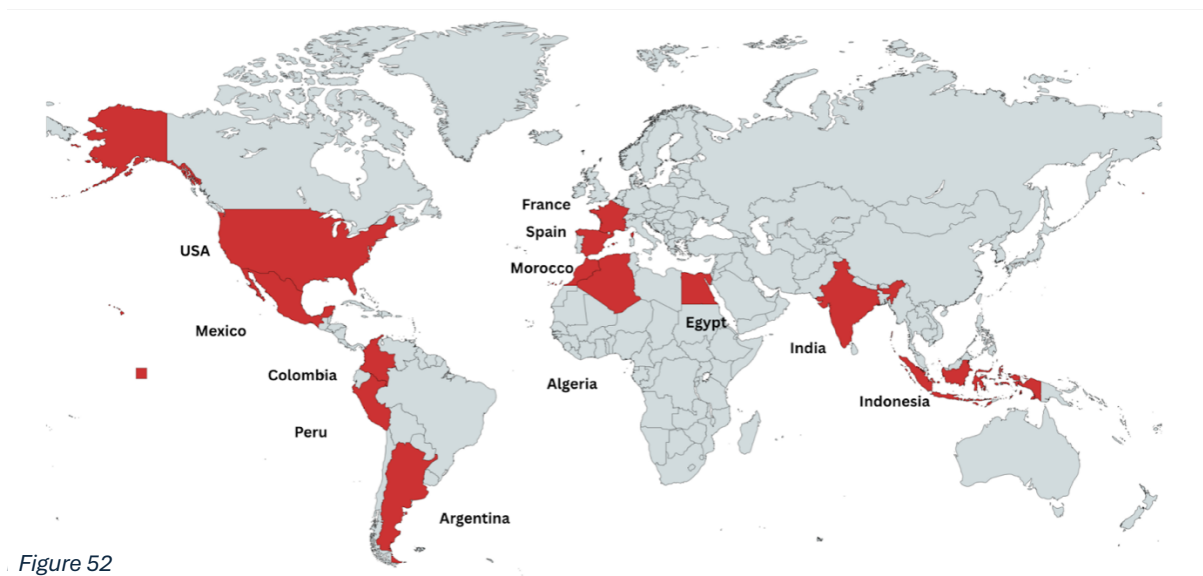 France
Spain
USA
Morocco
Egypt
Mexico
India
Colombia
Algeria
Indonesia
Peru
Argentina
Figure 52